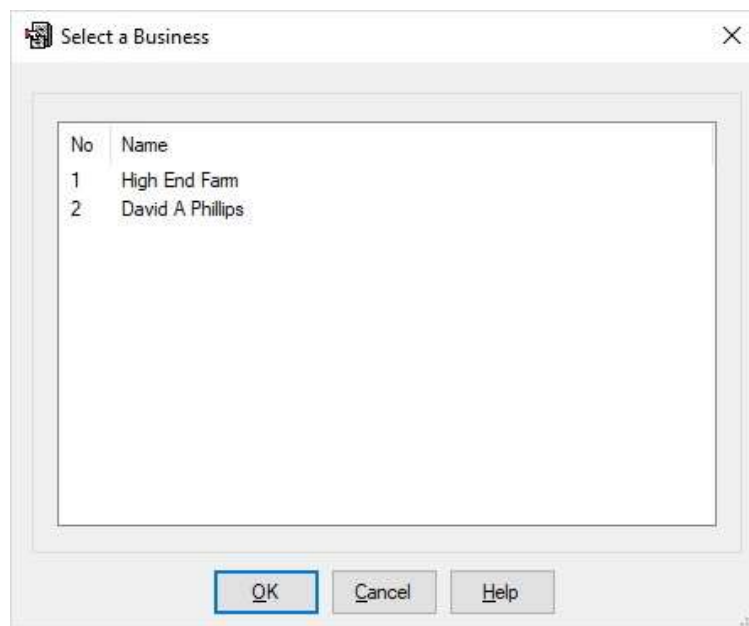 Select a Business
No Name
1 High End Farm
2 David A Phillips
OK Cancel Help